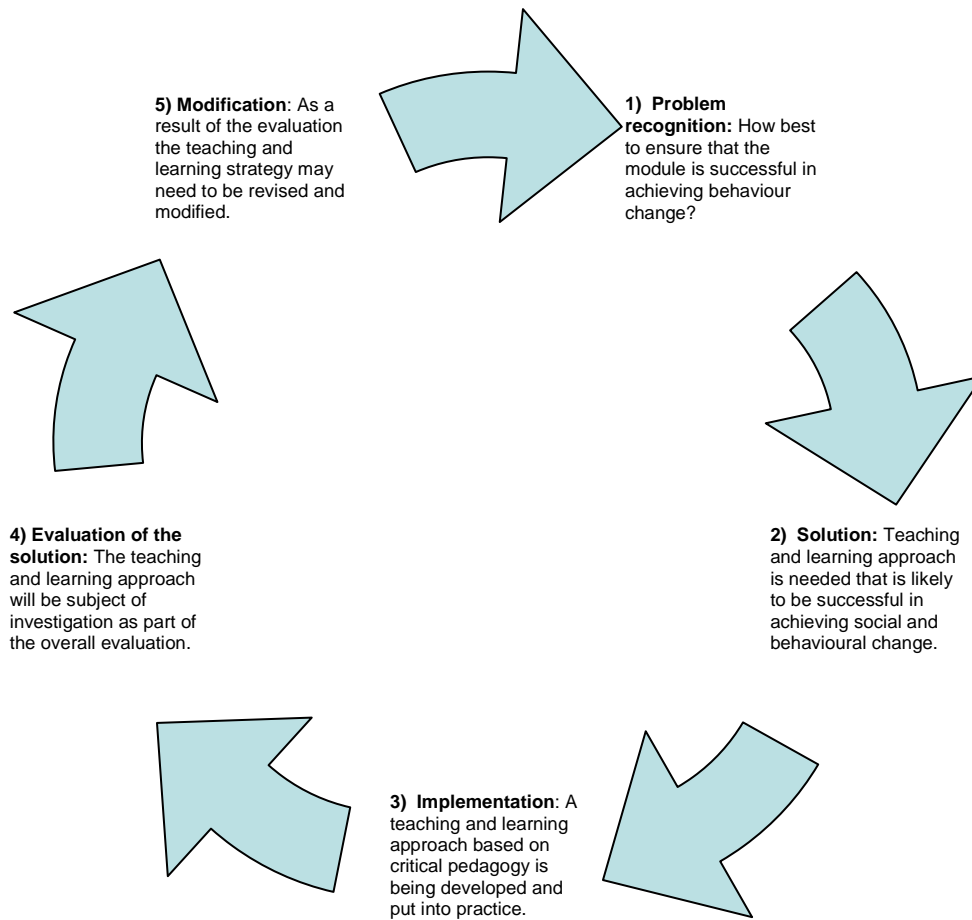 1) Problem
recognition: How best
to ensure that the
module is successful in
achieving behaviour
change?
2) Solution: Teaching
and learning approach
is needed that is likely
to be successful in
achieving social and
behavioural change.
3) Implementation: A
teaching and learning
approach based on
critical pedagogy is
being developed and
put into practice.
4) Evaluation of the
solution: The teaching
and learning approach
will be subject of
investigation as part of
the overall evaluation.
5) Modification: As a
result of the evaluation
the teaching and
learning strategy may
need to be revised and
modified.